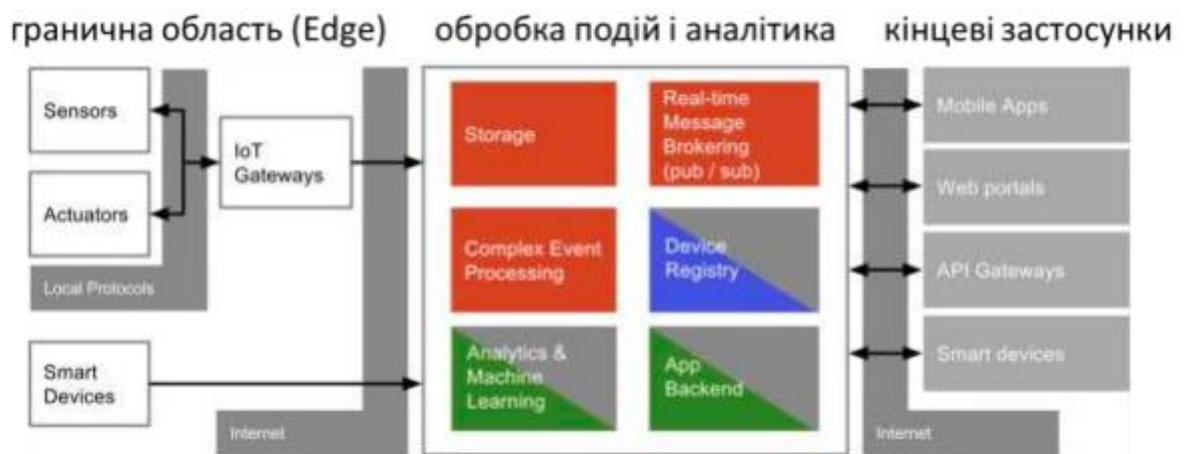 гранична область (Edge)
обробка подій і аналітика
кінцеві застосунки
Sensors
Actuators
IoT
Gateways
Local Protocols
Smart
Devices
Internet
Storage
Real-time
Message
Brokering
(pub / sub)
Complex Event
Processing
Device
Registry
Analytics &
Machine
Learning
App
Backend
Mobile Apps
Web portals
API Gateways
Smart devices
Internet